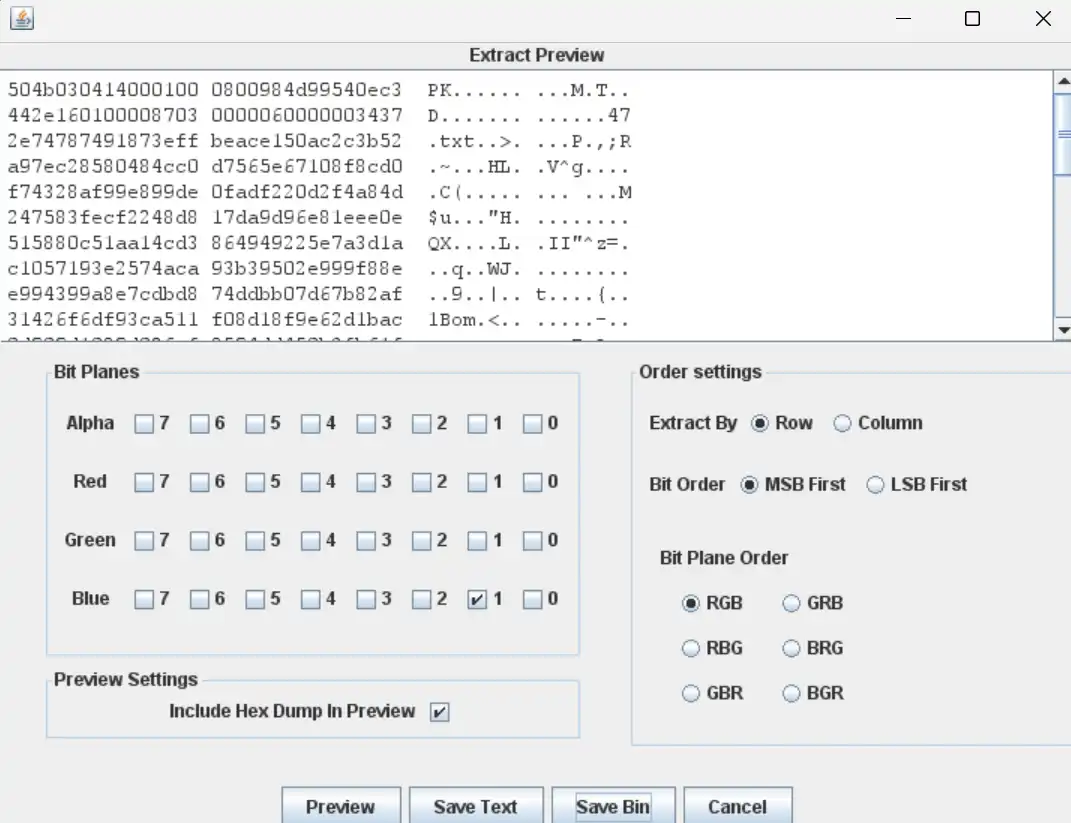 Extract Preview
504b030414000100 0800984d99540ec3 PK...... ...M.T..
442e160100008703 0000060000003437 D....... ......47
2e74787491873eff beace150ac2c3b52 .txt..>. ...P.,;R
a97ec28580484cc0 d7565e67108f8cd0 .~...HL. .V^g....
f74328af99e899de 0fadf220d2f4a84d .C(..... ... ...M
247583fecf2248d8 17da9d96e81eee0e $u..."H. ........
515880c51aa14cd3 864949225e7a3d1a QX....L. .II"^z=.
c1057193e2574aca 93b39502e999f88e ..q..WJ. ........
e994399a8e7cdbd8 74ddbb07d67b82af ..9..|.. t....{..
31426f6df93ca511 f08d18f9e62d1bac 1Bom.<.. .....-..
Bit Planes
Order settings
Alpha 7 6 5 4 3 2 1 0
Extract By Row Column
Red 7 6 5 4 3 2 1 0
Bit Order MSB First LSB First
Green 7 6 5 4 3 2 1 0
Bit Plane Order
Blue 7 6 5 4 3 2 1 0
RGB GRB
RBG BRG
Preview Settings
GBR BGR
Include Hex Dump In Preview
Preview Save Text Save Bin Cancel